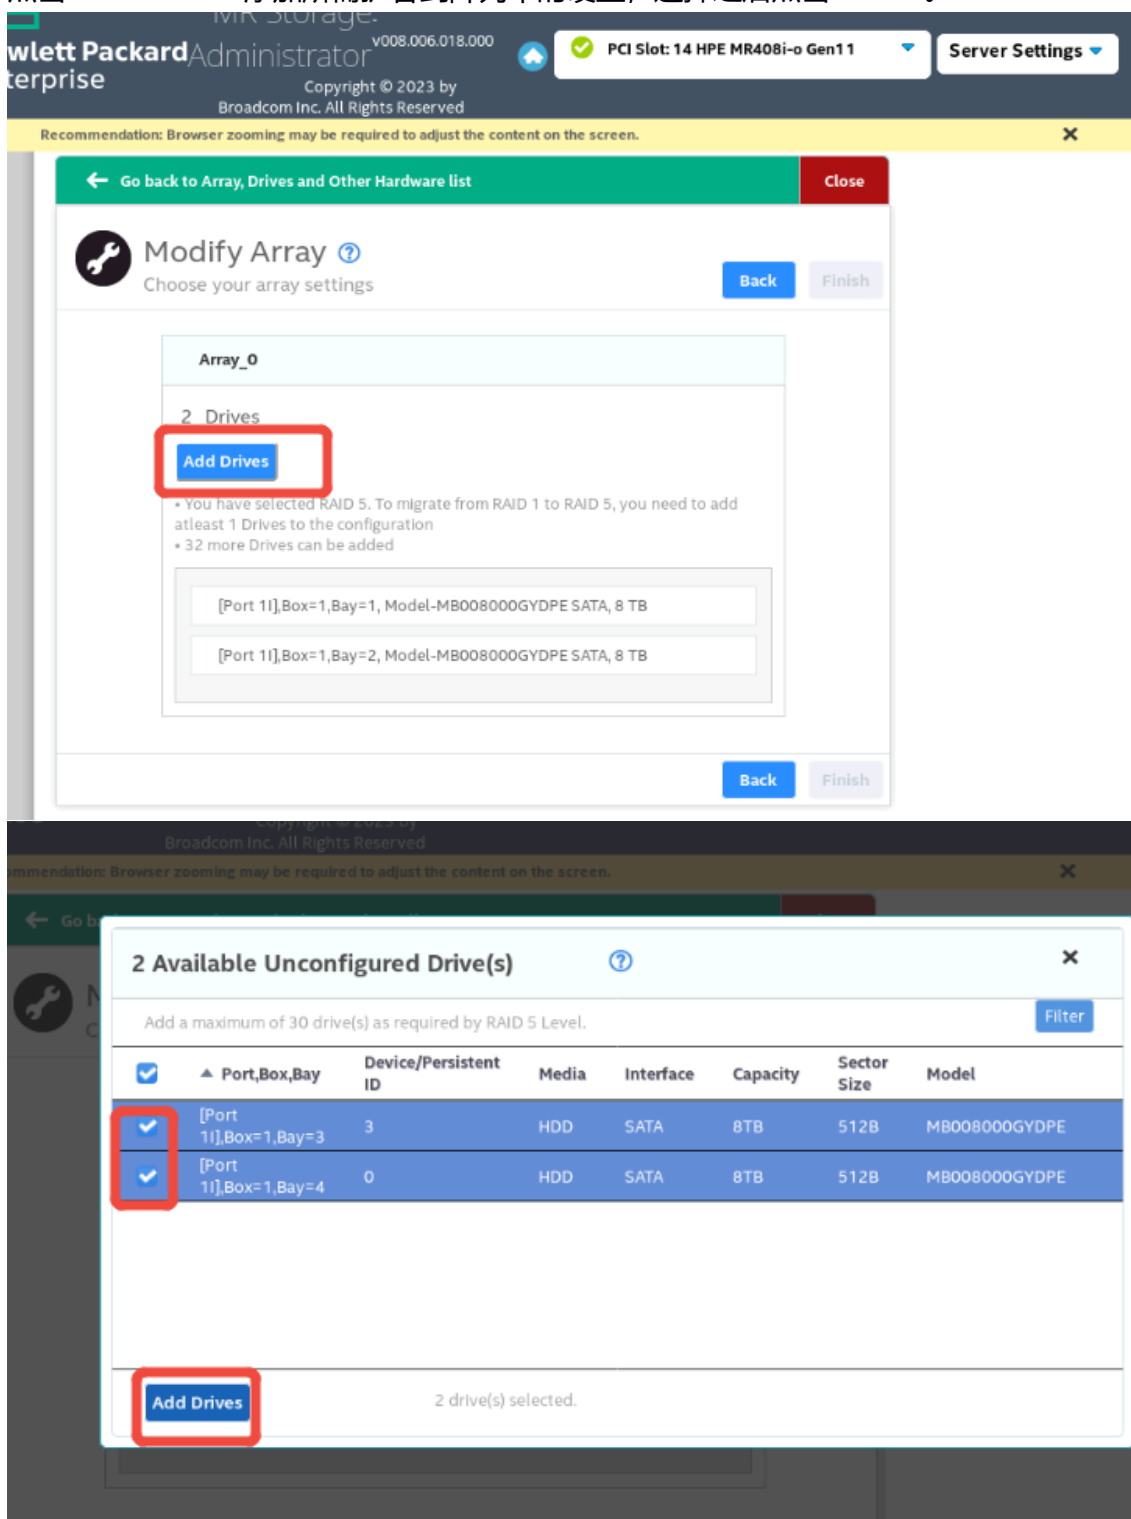 MR Storage
wlett Packard Administrator v008.006.018.000
terprise
PCI Slot: 14 HPE MR408i-o Gen11
Server Settings
Copyright © 2023 by
Broadcom Inc. All Rights Reserved
Recommendation: Browser zooming may be required to adjust the content on the screen.
Go back to Array, Drives and Other Hardware list
Close
Modify Array
Choose your array settings
Back
Finish
Array_0
2 Drives
Add Drives
• You have selected RAID 5. To migrate from RAID 1 to RAID 5, you need to add
atleast 1 Drives to the configuration
• 32 more Drives can be added
[Port 1I],Box=1,Bay=1, Model-MB008000GYDPE SATA, 8 TB
[Port 1I],Box=1,Bay=2, Model-MB008000GYDPE SATA, 8 TB
Back
Finish
Copyright © 2023 by
Broadcom Inc. All Rights Reserved
ommendation: Browser zooming may be required to adjust the content on the screen.
Go b
2 Available Unconfigured Drive(s)
Add a maximum of 30 drive(s) as required by RAID 5 Level.
Filter
Port,Box,Bay
Device/Persistent ID
Media
Interface
Capacity
Sector Size
Model
[Port 1I],Box=1,Bay=3 3 HDD SATA 8TB 512B MB008000GYDPE
[Port 1I],Box=1,Bay=4 0 HDD SATA 8TB 512B MB008000GYDPE
Add Drives
2 drive(s) selected.